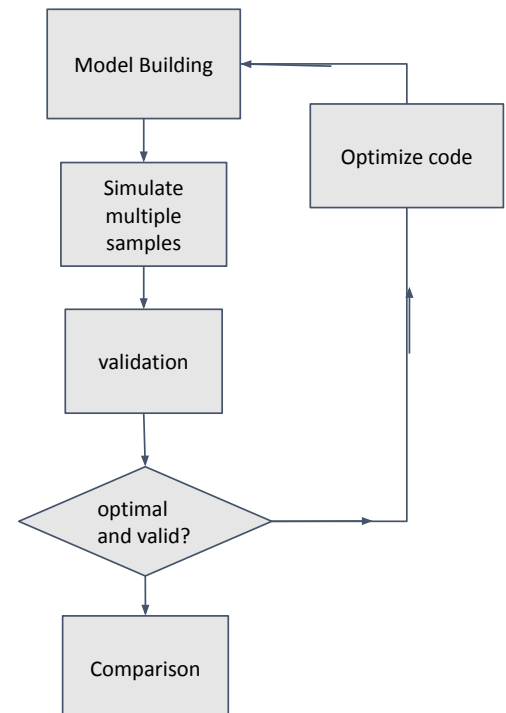 Model Building
Optimize code
Simulate
multiple
samples
validation
optimal
and valid?
Comparison